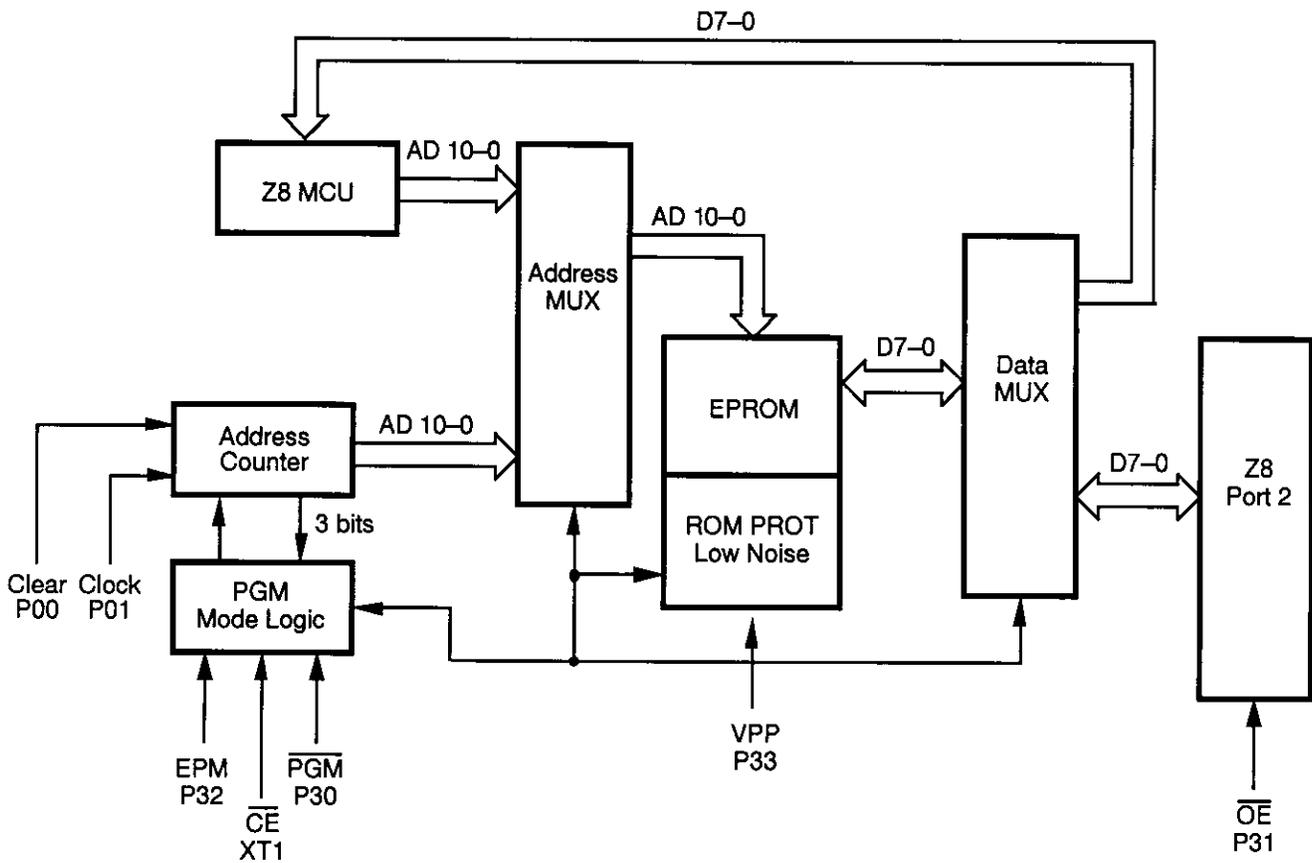 D7–0
Z8 MCU
AD 10–0
Address
MUX
AD 10–0
D7–0
EPROM
ROM PROT
Low Noise
Data
MUX
D7–0
Z8
Port 2
Address
Counter
AD 10–0
3 bits
Clear
P00
Clock
P01
PGM
Mode Logic
EPM
P32
CE
XT1
PGM
P30
VPP
P33
OE
P31